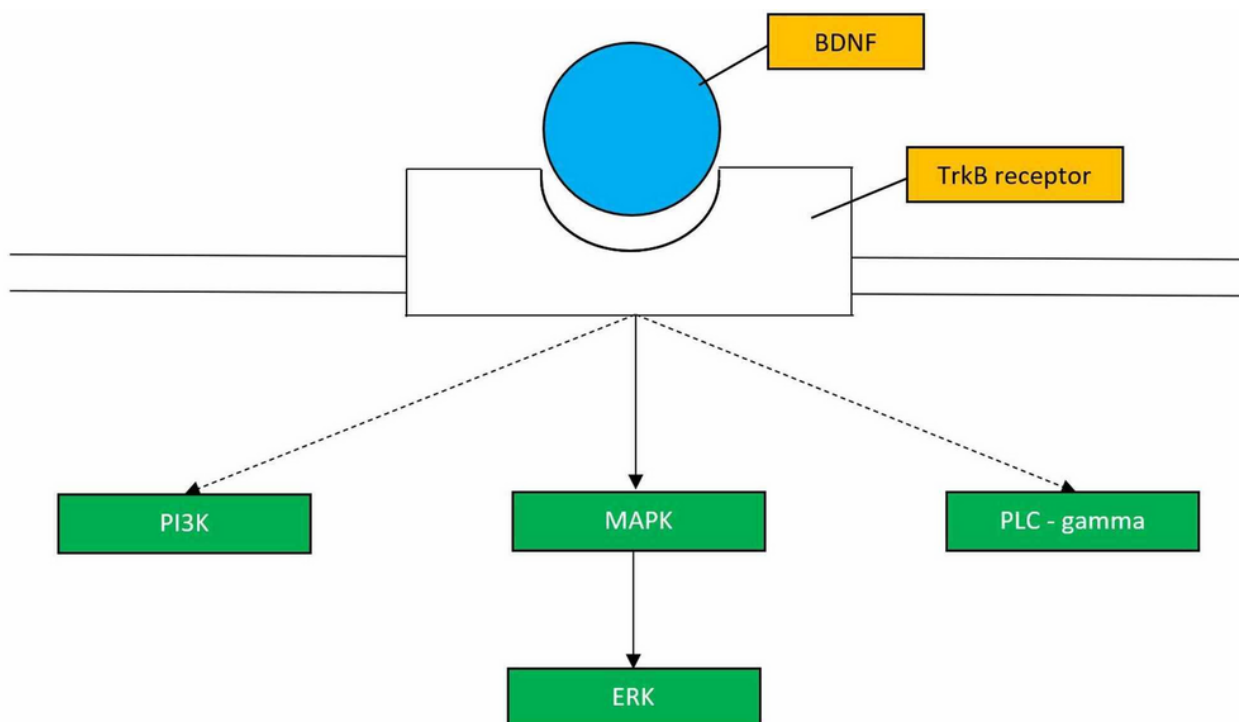 BDNF
TrkB receptor
PI3K
MAPK
PLC - gamma
ERK